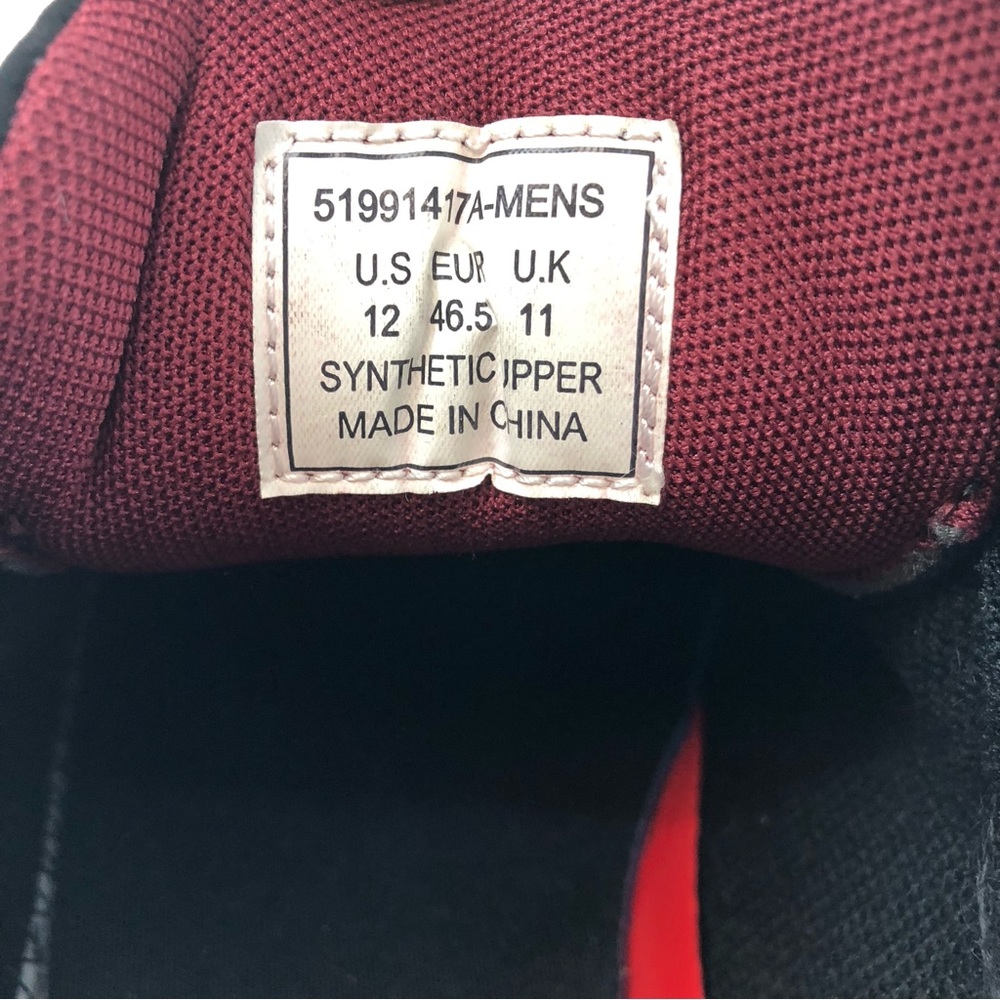 51991417A-MENS
U.S EUR U.K
12 46.5 11
SYNTHETIC UPPER
MADE IN CHINA